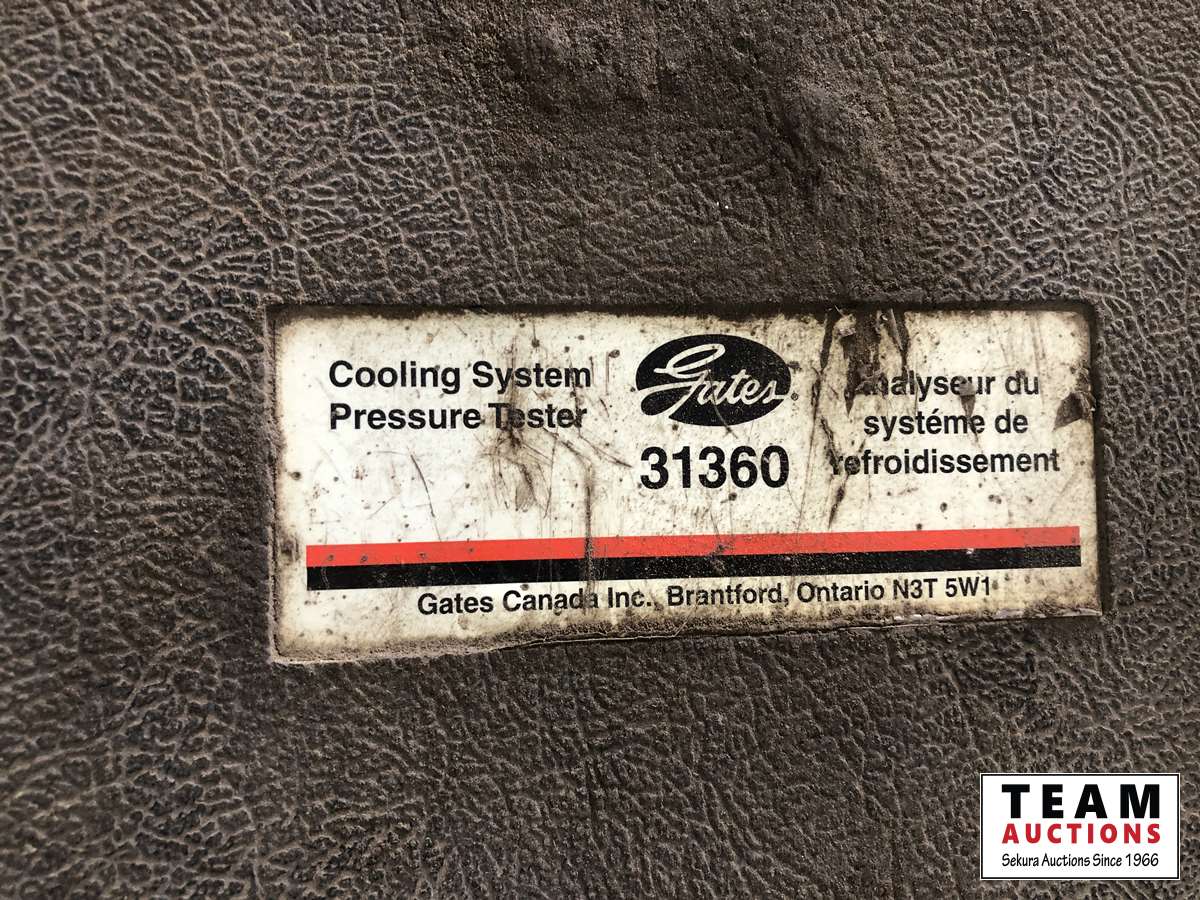 Cooling System
Pressure Tester
Gates
31360
Analyseur du
systéme de
refroidissement
Gates Canada Inc., Brantford, Ontario N3T 5W1
TEAM
AUCTIONS
Sekura Auctions Since 1966